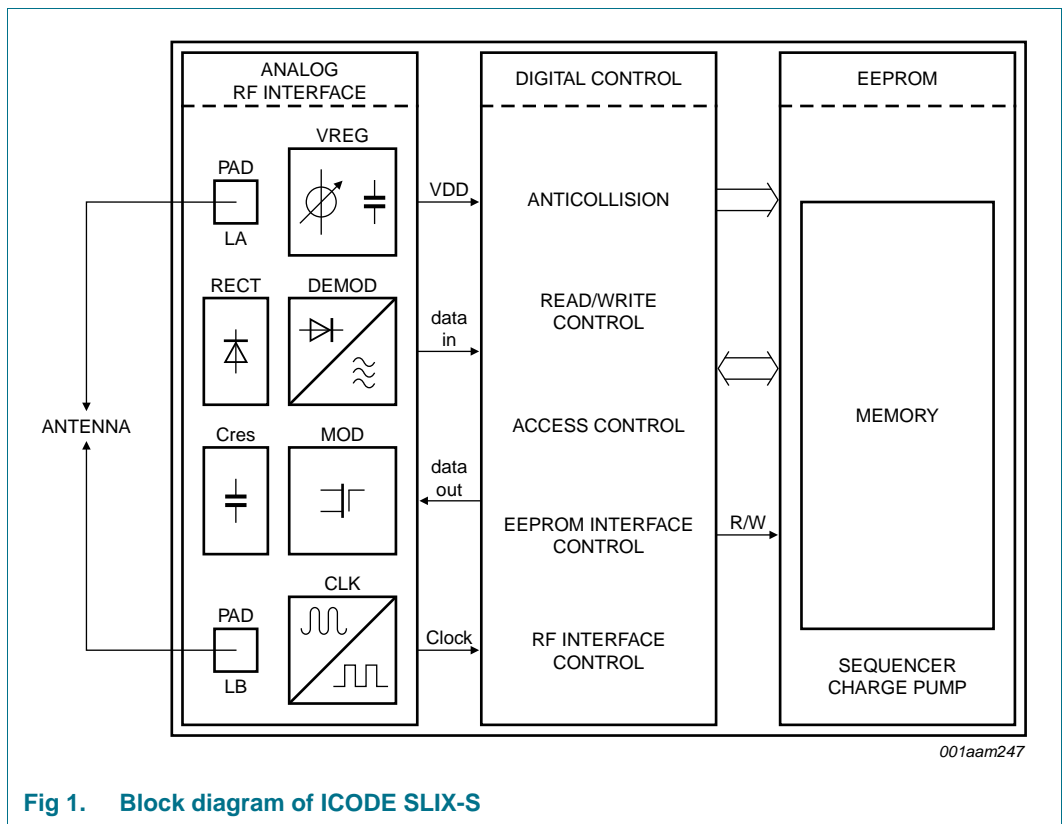 ANALOG
RF INTERFACE
VREG
PAD
LA
RECT
DEMOD
Cres
MOD
CLK
PAD
LB
ANTENNA
VDD
data
in
data
out
Clock
DIGITAL CONTROL
ANTICOLLISION
READ/WRITE
CONTROL
ACCESS CONTROL
EEPROM INTERFACE
CONTROL
RF INTERFACE
CONTROL
R/W
EEPROM
MEMORY
SEQUENCER
CHARGE PUMP
001aam247
Fig 1. Block diagram of ICODE SLIX-S